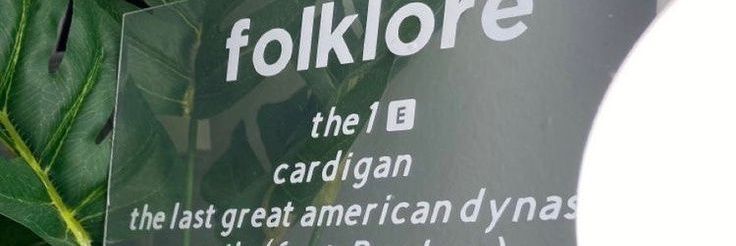 folklore
the 1 E
cardigan
the last great american dynas